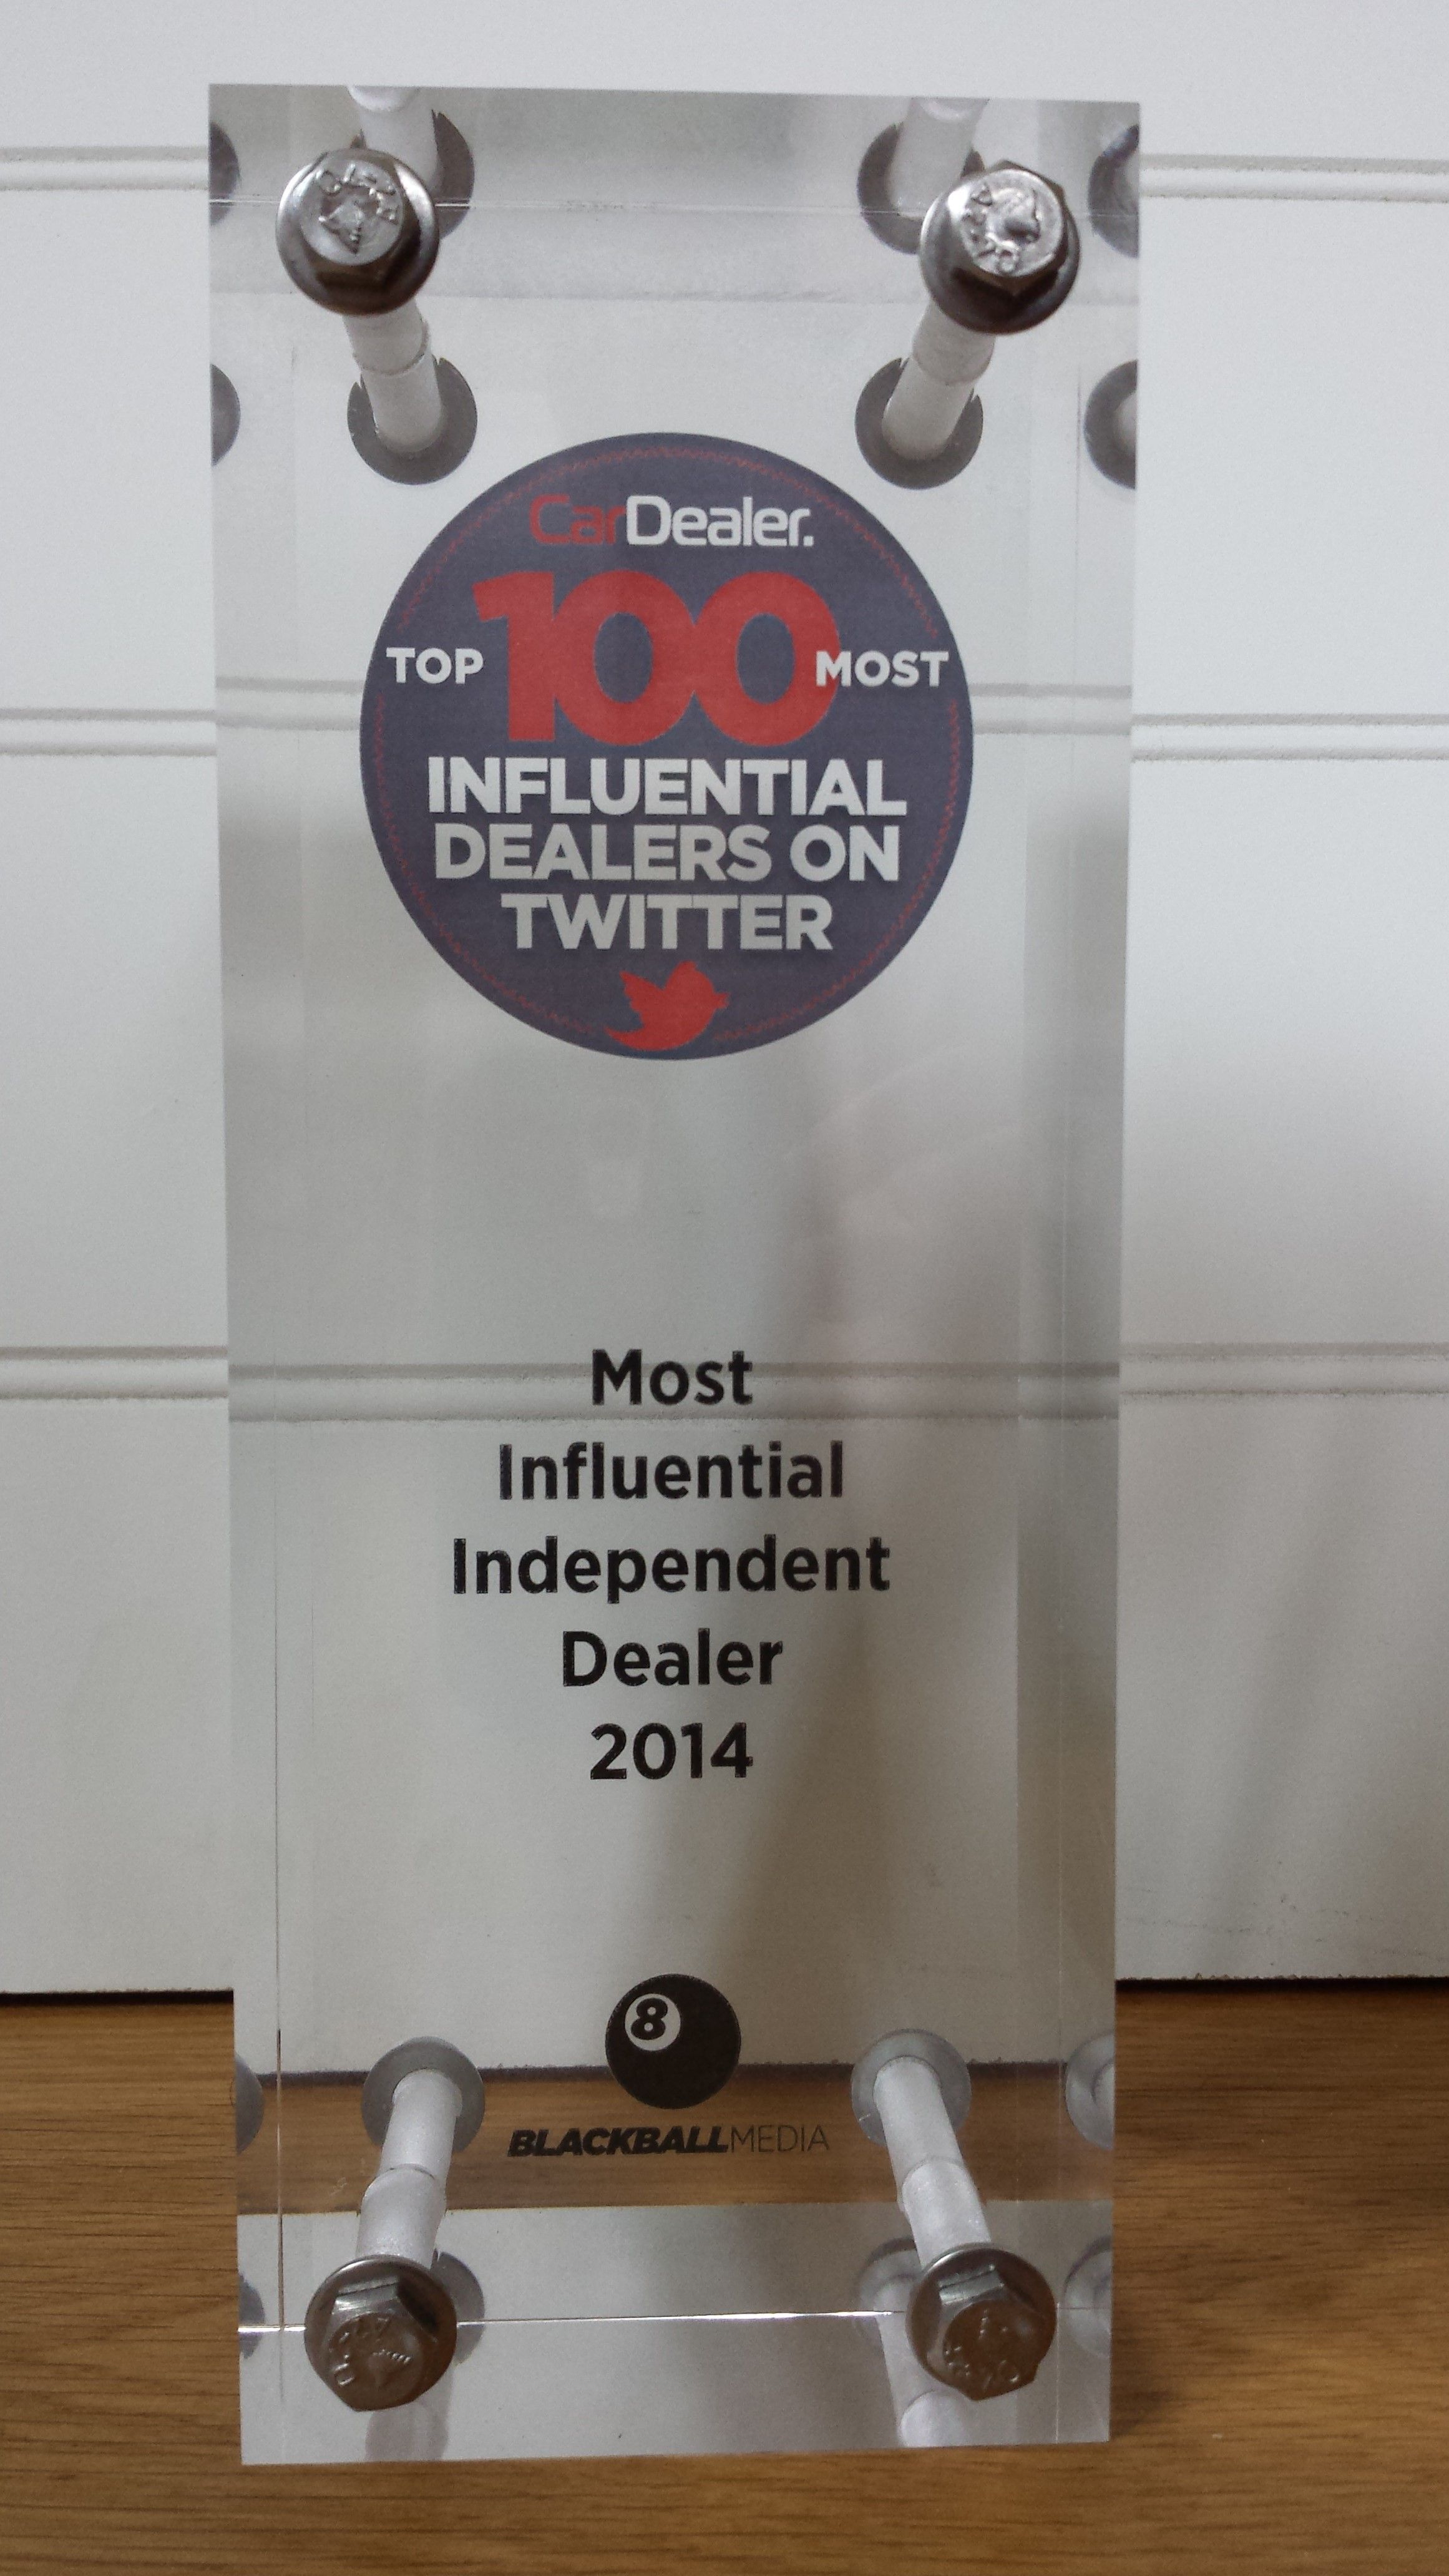 CarDealer.
TOP 100 MOST
INFLUENTIAL
DEALERS ON
TWITTER
Most
Influential
Independent
Dealer
2014
8
BLACKBALLMEDIA